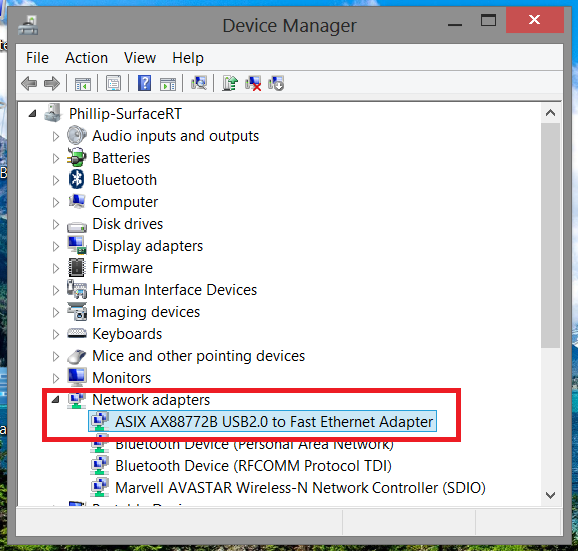 Device Manager
File Action View Help
Phillip-SurfaceRT
Audio inputs and outputs
Batteries
Bluetooth
Computer
Disk drives
Display adapters
Firmware
Human Interface Devices
Imaging devices
Keyboards
Mice and other pointing devices
Monitors
Network adapters
ASIX AX88772B USB2.0 to Fast Ethernet Adapter
Bluetooth Device (Personal Area Network)
Bluetooth Device (RFCOMM Protocol TDI)
Marvell AVASTAR Wireless-N Network Controller (SDIO)